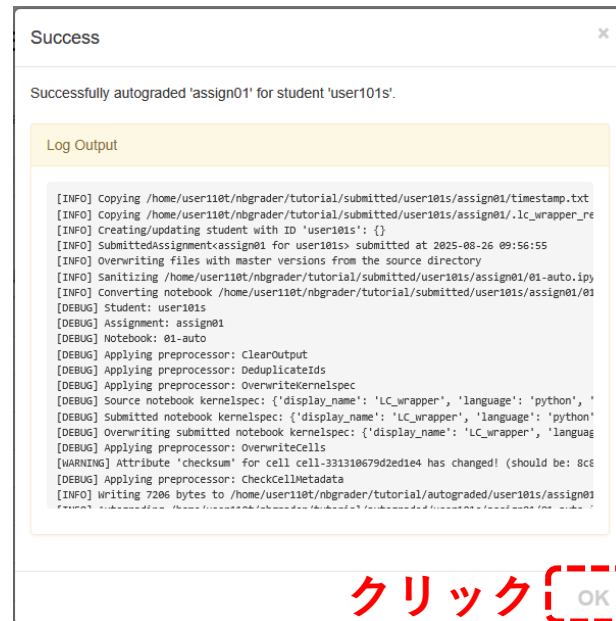 Success
×
Successfully autograded 'assign01' for student 'user101s'.
Log Output
[INFO] Copying /home/user110t/nbgrader/tutorial/submitted/user101s/assign01/timestamp.txt
[INFO] Copying /home/user110t/nbgrader/tutorial/submitted/user101s/assign01/.lc_wrapper_re
[INFO] Creating/updating student with ID 'user101s': {}
[INFO] SubmittedAssignment<assign01 for user101s> submitted at 2025-08-26 09:56:55
[INFO] Overwriting files with master versions from the source directory
[INFO] Sanitizing /home/user110t/nbgrader/tutorial/submitted/user101s/assign01/01-auto.ipy
[INFO] Converting notebook /home/user110t/nbgrader/tutorial/submitted/user101s/assign01/01
[DEBUG] Student: user101s
[DEBUG] Assignment: assign01
[DEBUG] Notebook: 01-auto
[DEBUG] Applying preprocessor: ClearOutput
[DEBUG] Applying preprocessor: DeduplicateIds
[DEBUG] Applying preprocessor: OverwriteKernelspec
[DEBUG] Source notebook kernelspec: {'display_name': 'LC_wrapper', 'language': 'python', '
[DEBUG] Submitted notebook kernelspec: {'display_name': 'LC_wrapper', 'language': 'python'
[DEBUG] Overwriting submitted notebook kernelspec: {'display_name': 'LC_wrapper', 'languag
[DEBUG] Applying preprocessor: OverwriteCells
[WARNING] Attribute 'checksum' for cell cell-331310679d2ed1e4 has changed! (should be: 8c8
[DEBUG] Applying preprocessor: CheckCellMetadata
[INFO] Writing 7206 bytes to /home/user110t/nbgrader/tutorial/autograded/user101s/assign01
クリック OK